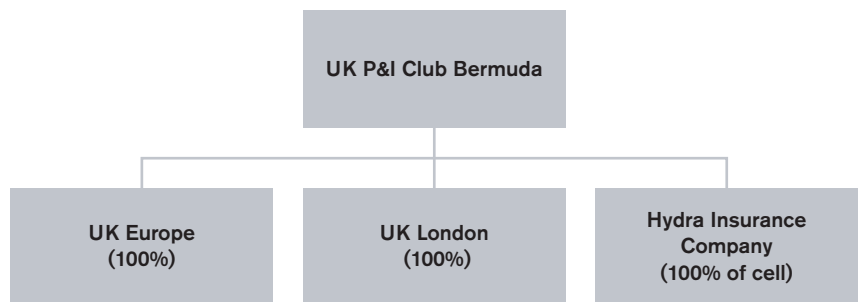 UK P&I Club Bermuda
UK Europe
(100%)
UK London
(100%)
Hydra Insurance
Company
(100% of cell)